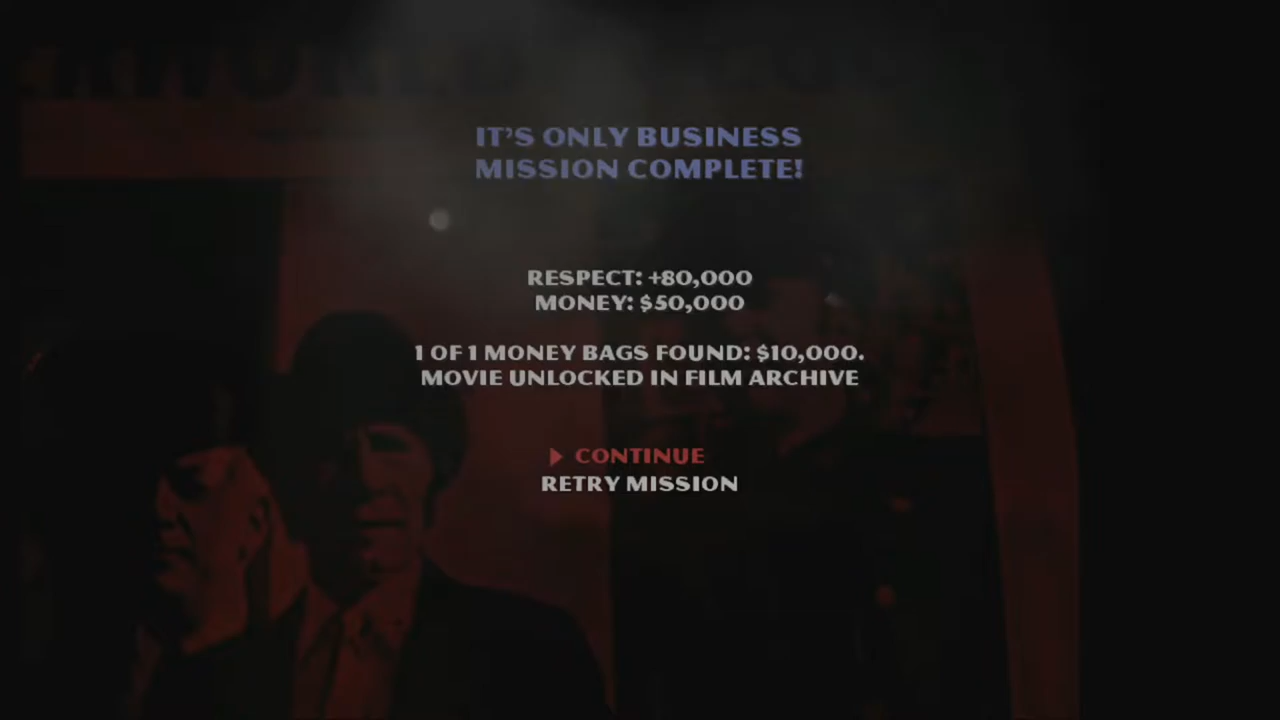 IT'S ONLY BUSINESS
MISSION COMPLETE!
RESPECT: +80,000
MONEY: $50,000
1 OF 1 MONEY BAGS FOUND: $10,000.
MOVIE UNLOCKED IN FILM ARCHIVE
CONTINUE
RETRY MISSION